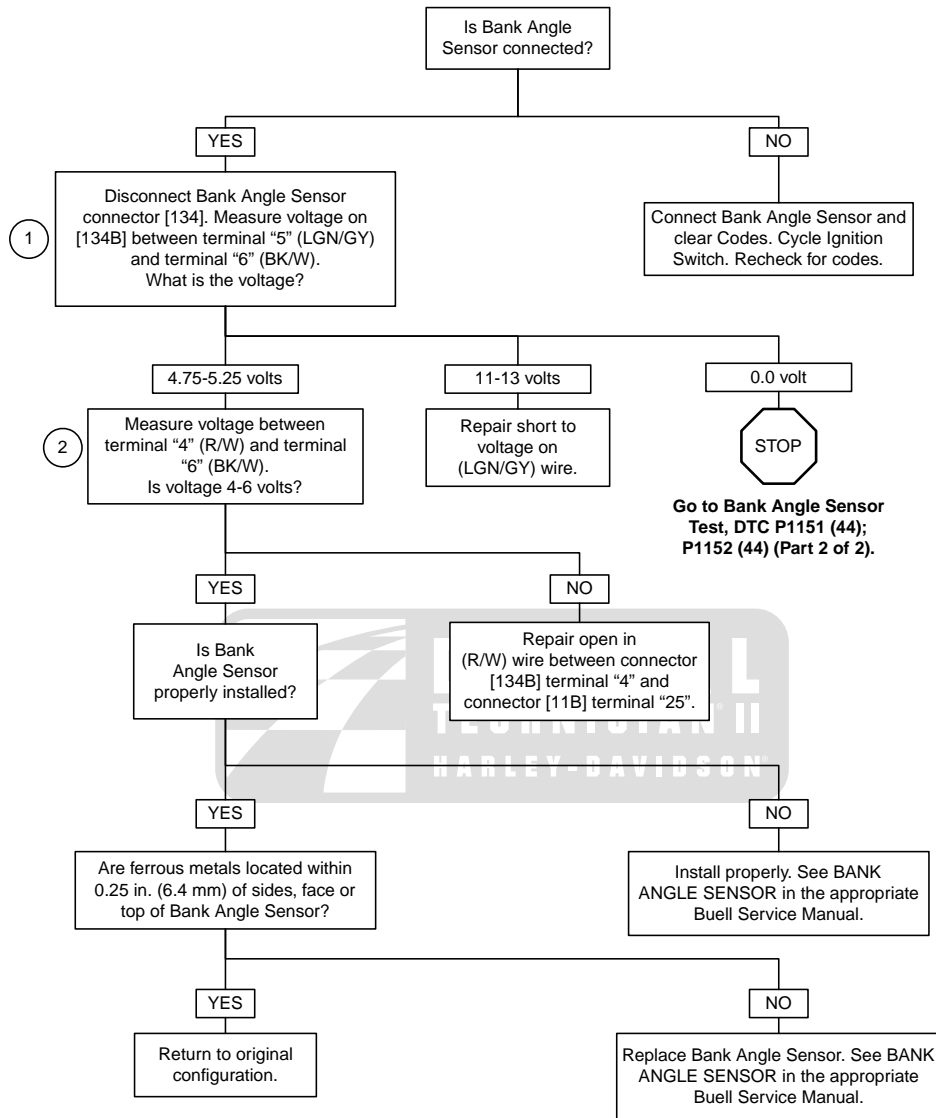 Is Bank Angle
Sensor connected?
YES
NO
1
Disconnect Bank Angle Sensor
connector [134]. Measure voltage on
[134B] between terminal “5” (LGN/GY)
and terminal “6” (BK/W).
What is the voltage?
Connect Bank Angle Sensor and
clear Codes. Cycle Ignition
Switch. Recheck for codes.
4.75-5.25 volts
11-13 volts
0.0 volt
2
Measure voltage between
terminal “4” (R/W) and terminal
“6” (BK/W).
Is voltage 4-6 volts?
Repair short to
voltage on
(LGN/GY) wire.
STOP
Go to Bank Angle Sensor
Test, DTC P1151 (44);
P1152 (44) (Part 2 of 2).
YES
NO
Is Bank
Angle Sensor
properly installed?
Repair open in
(R/W) wire between connector
[134B] terminal “4” and
connector [11B] terminal “25”.
II
HARLEY-DAVIDSON
YES
NO
Are ferrous metals located within
0.25 in. (6.4 mm) of sides, face or
top of Bank Angle Sensor?
Install properly. See BANK
ANGLE SENSOR in the appropriate
Buell Service Manual.
YES
NO
Return to original
configuration.
Replace Bank Angle Sensor. See BANK
ANGLE SENSOR in the appropriate
Buell Service Manual.